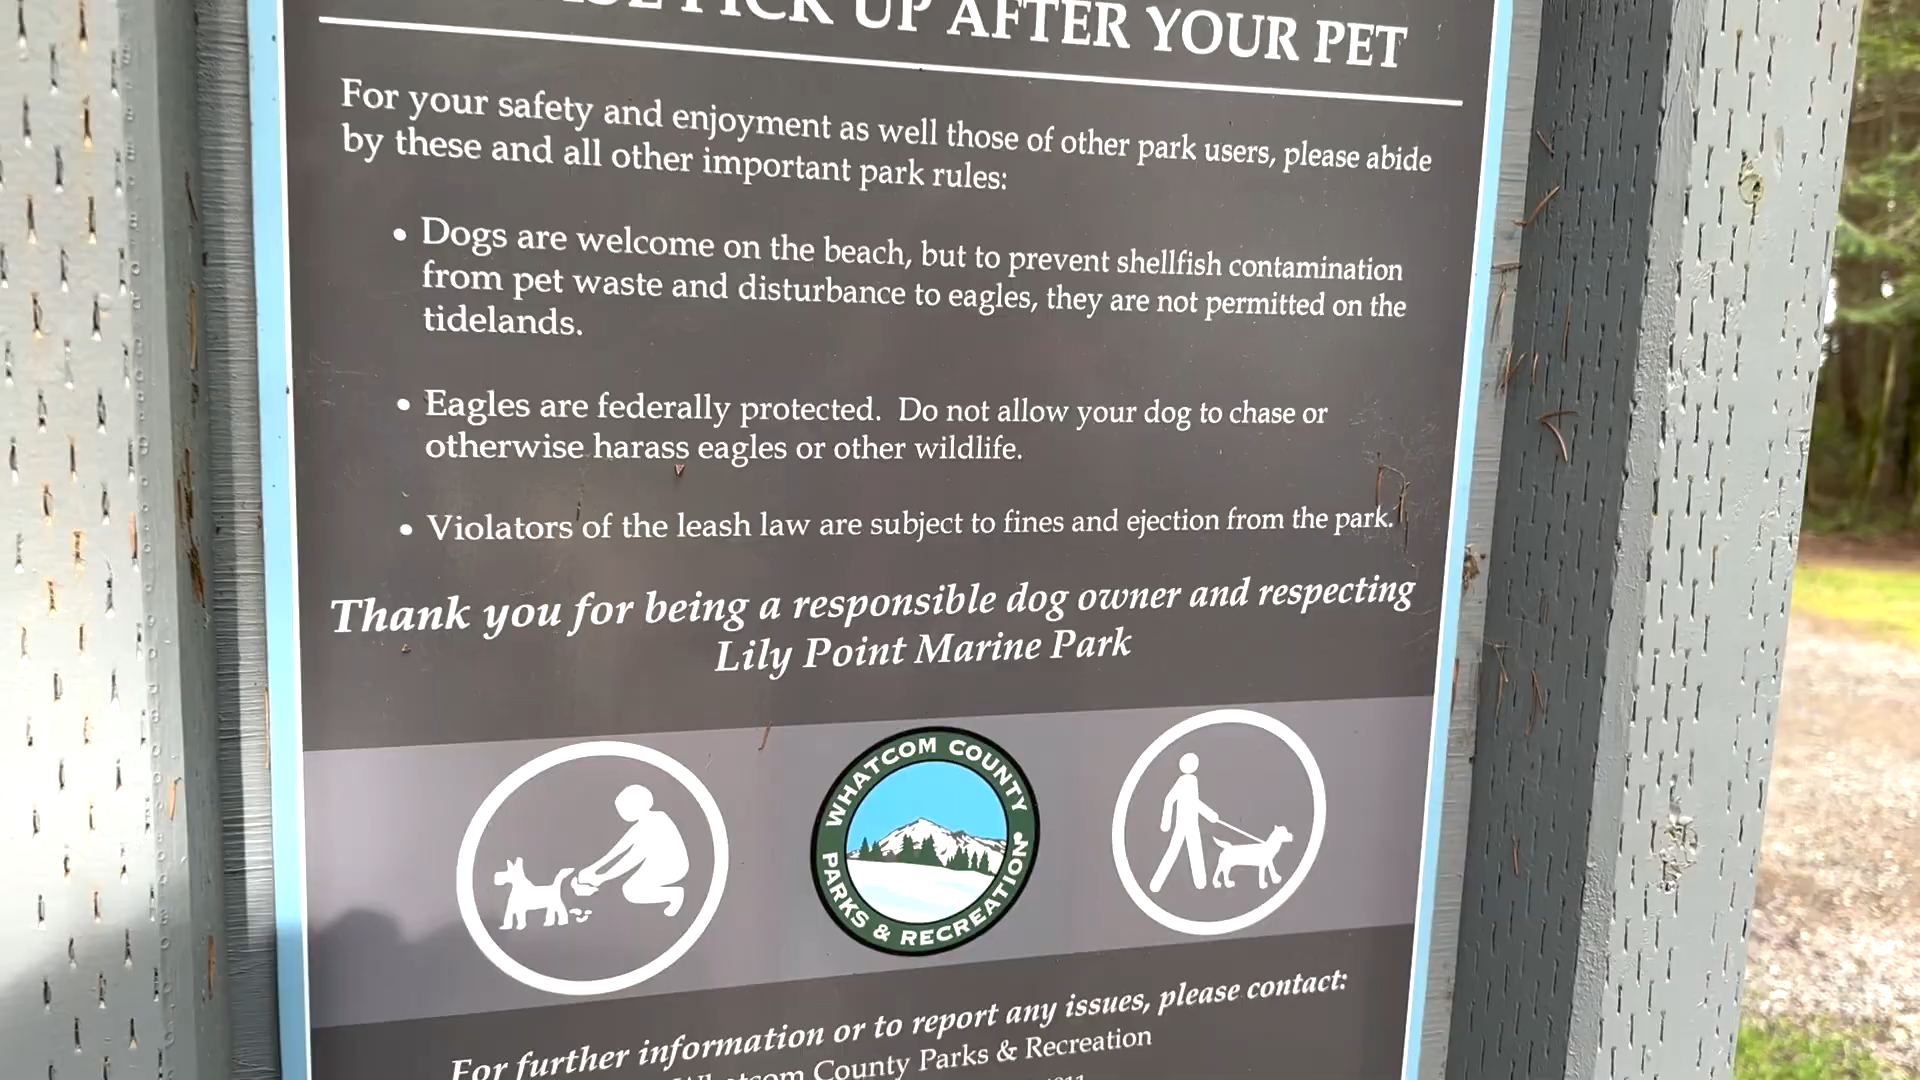 PICK UP AFTER YOUR PET
For your safety and enjoyment as well those of other park users, please abide
by these and all other important park rules:
• Dogs are welcome on the beach, but to prevent shellfish contamination
from pet waste and disturbance to eagles, they are not permitted on the
tidelands.
• Eagles are federally protected. Do not allow your dog to chase or
otherwise harass eagles or other wildlife.
• Violators of the leash law are subject to fines and ejection from the park.
Thank you for being a responsible dog owner and respecting
Lily Point Marine Park
WHATCOM COUNTY
PARKS & RECREATION
For further information or to report any issues, please contact:
Whatcom County Parks & Recreation